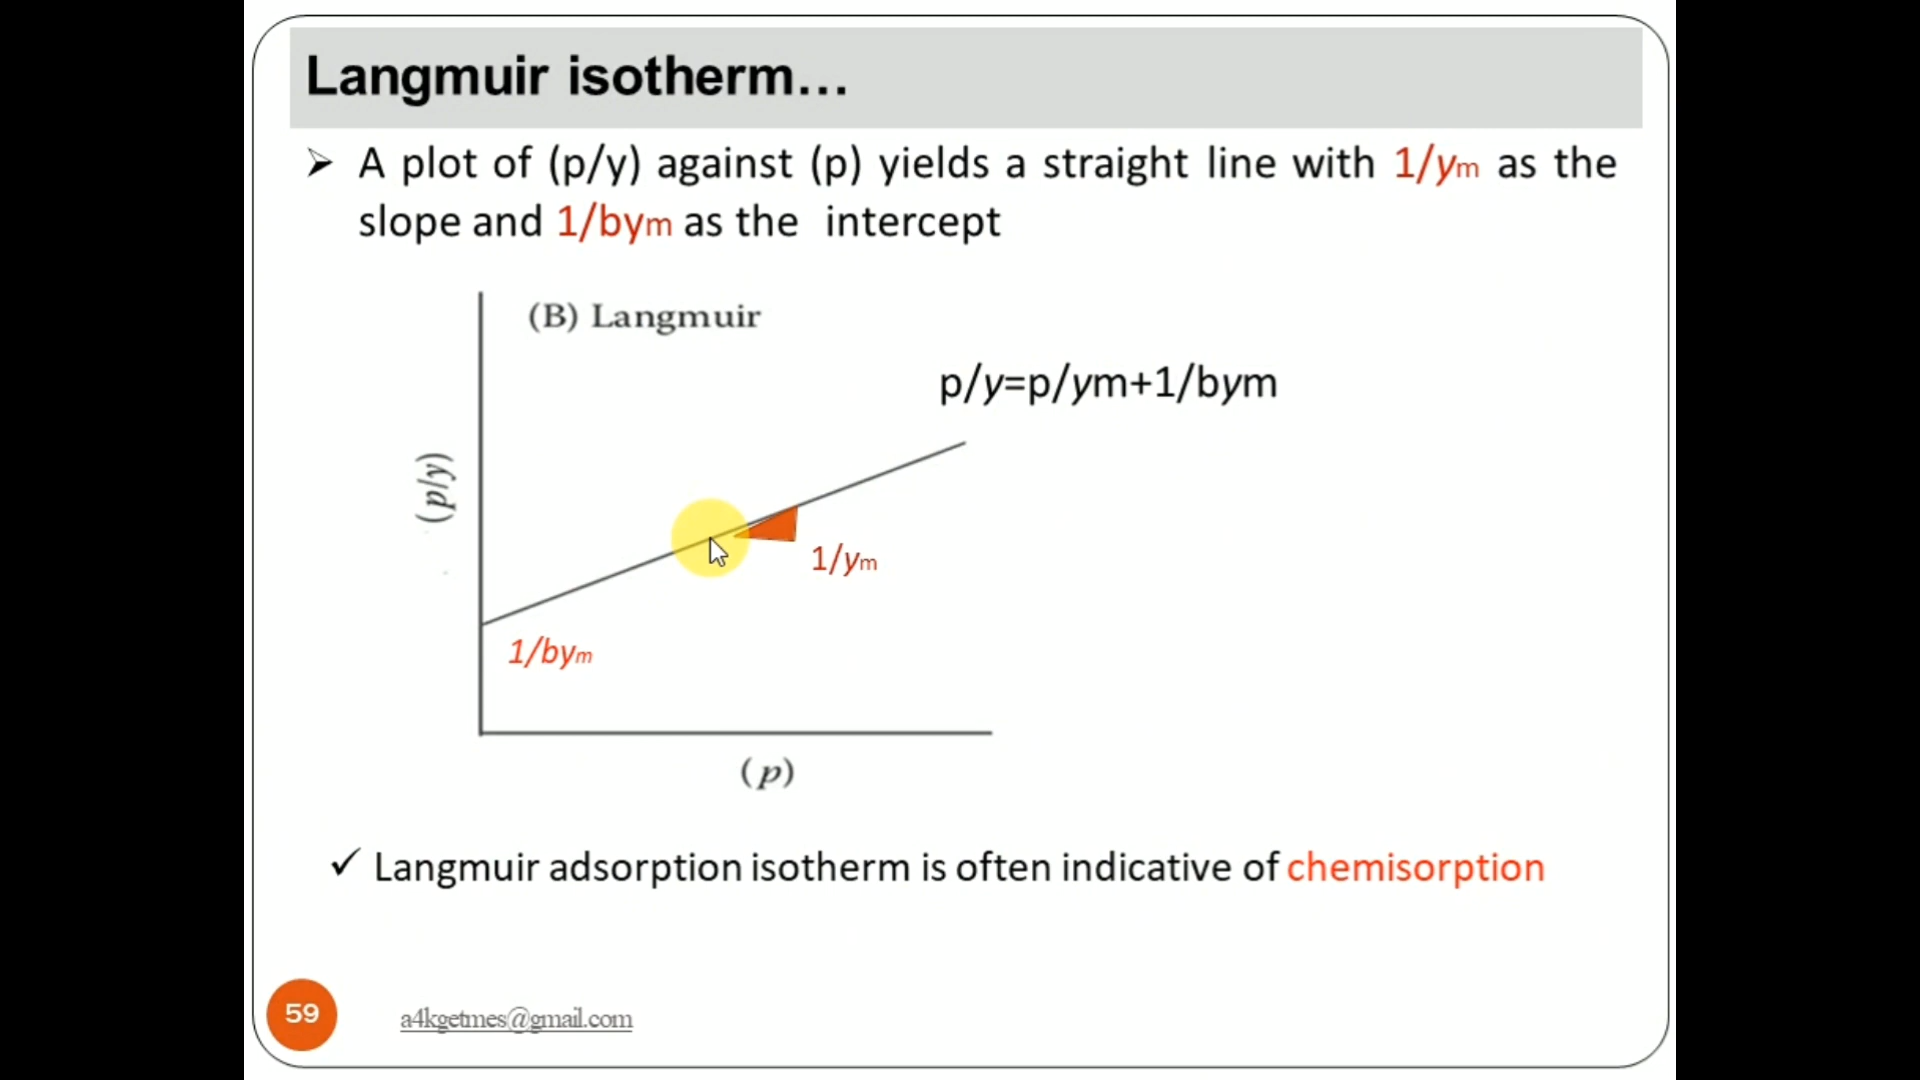 Langmuir isotherm...
➢ A plot of (p/y) against (p) yields a straight line with 1/ym as the
slope and 1/bym as the intercept
(B) Langmuir
p/y=p/ym+1/bym
(p/y)
1/ym
1/bym
(p)
✓ Langmuir adsorption isotherm is often indicative of chemisorption
59
a4kgetmes@gmail.com